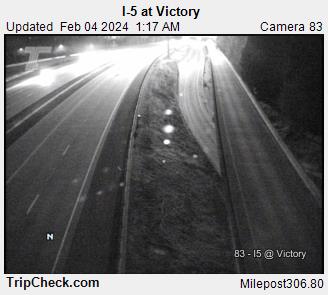 I-5 at Victory
Updated  Feb 04 2024  1:17 AM
Camera 83
N
83 - I5 @ Victory
TripCheck.com
Milepost306.80